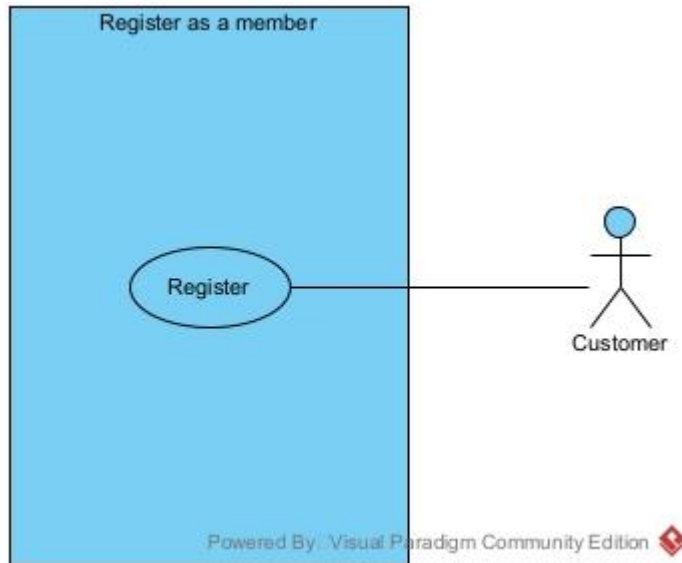 Register as a member
Register
Customer
Powered By: Visual Paradigm Community Edition